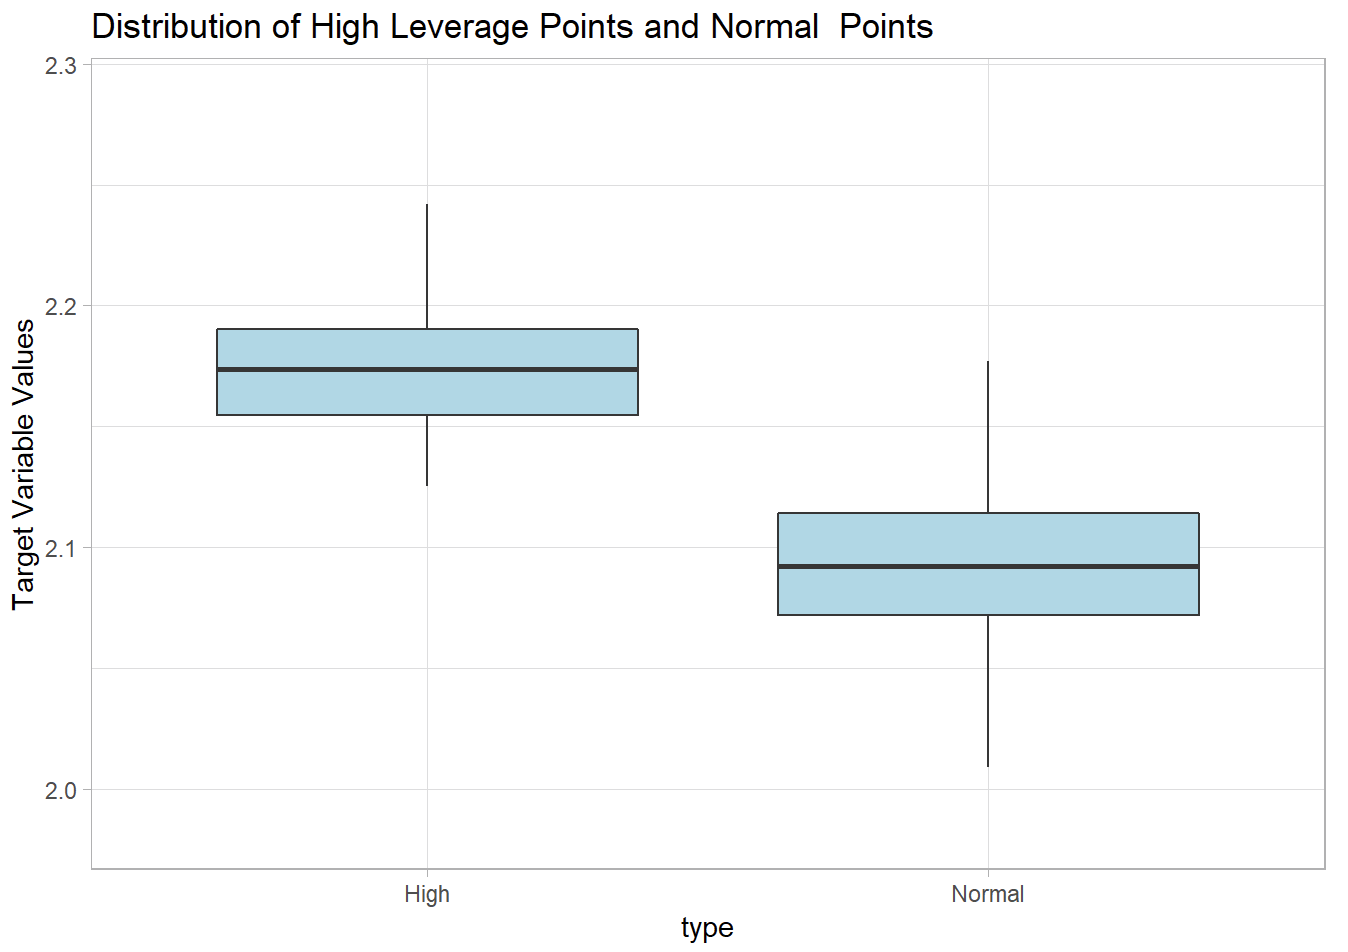 Distribution of High Leverage Points and Normal  Points
2.3
2.2
2.1
2.0
Target Variable Values
High
Normal
type